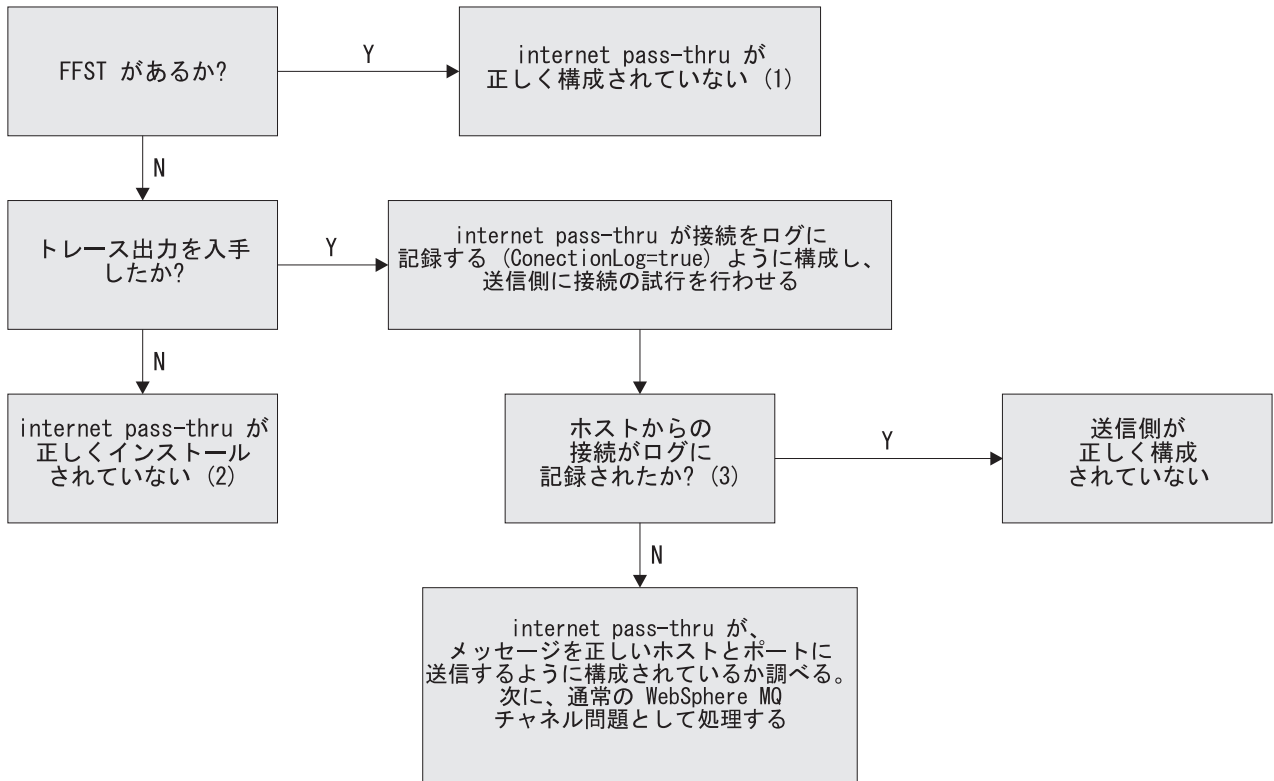 FFST があるか?
Y
internet pass-thru が
正しく構成されていない (1)
N
トレース出力を入手
したか?
Y
internet pass-thru が接続をログに
記録する (ConectionLog=true) ように構成し、
送信側に接続の試行を行わせる
N
internet pass-thru が
正しくインストール
されていない (2)
ホストからの
接続がログに
記録されたか? (3)
Y
送信側が
正しく構成
されていない
N
internet pass-thru が、
メッセージを正しいホストとポートに
送信するように構成されているか調べる。
次に、通常の WebSphere MQ
チャネル問題として処理する